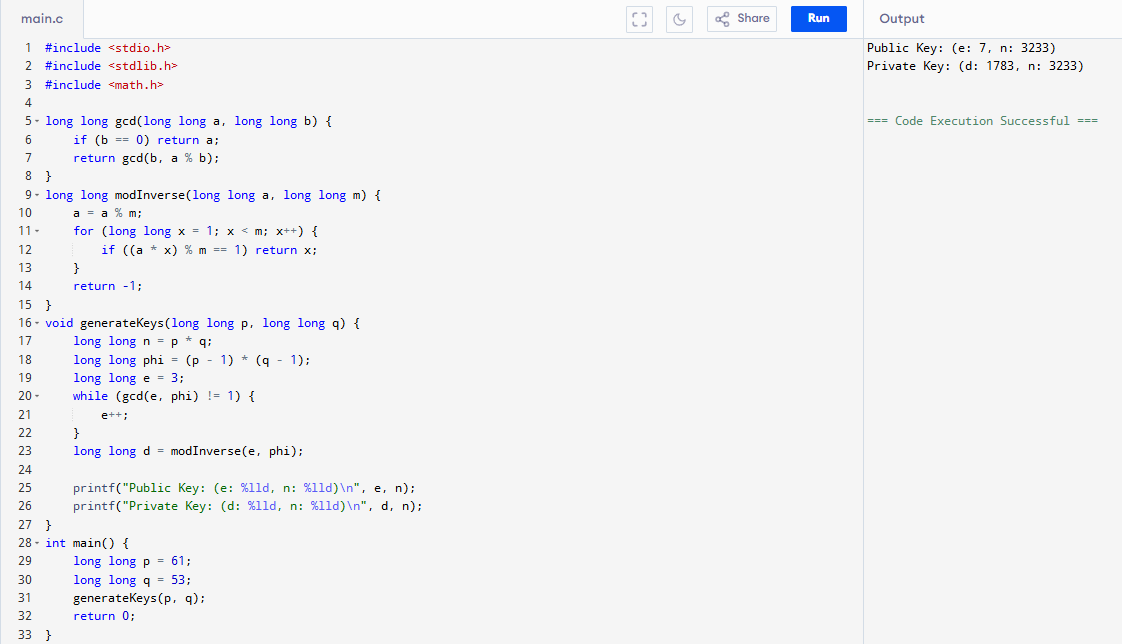 main.c
Share
Run
Output
1 #include <stdio.h>
2 #include <stdlib.h>
3 #include <math.h>
4
5 long long gcd(long long a, long long b) {
6     if (b == 0) return a;
7     return gcd(b, a % b);
8 }
9 long long modInverse(long long a, long long m) {
10     a = a % m;
11     for (long long x = 1; x < m; x++) {
12         if ((a * x) % m == 1) return x;
13     }
14     return -1;
15 }
16 void generateKeys(long long p, long long q) {
17     long long n = p * q;
18     long long phi = (p - 1) * (q - 1);
19     long long e = 3;
20     while (gcd(e, phi) != 1) {
21         e++;
22     }
23     long long d = modInverse(e, phi);
24
25     printf("Public Key: (e: %lld, n: %lld)\n", e, n);
26     printf("Private Key: (d: %lld, n: %lld)\n", d, n);
27 }
28 int main() {
29     long long p = 61;
30     long long q = 53;
31     generateKeys(p, q);
32     return 0;
33 }
Public Key: (e: 7, n: 3233)
Private Key: (d: 1783, n: 3233)
=== Code Execution Successful ===